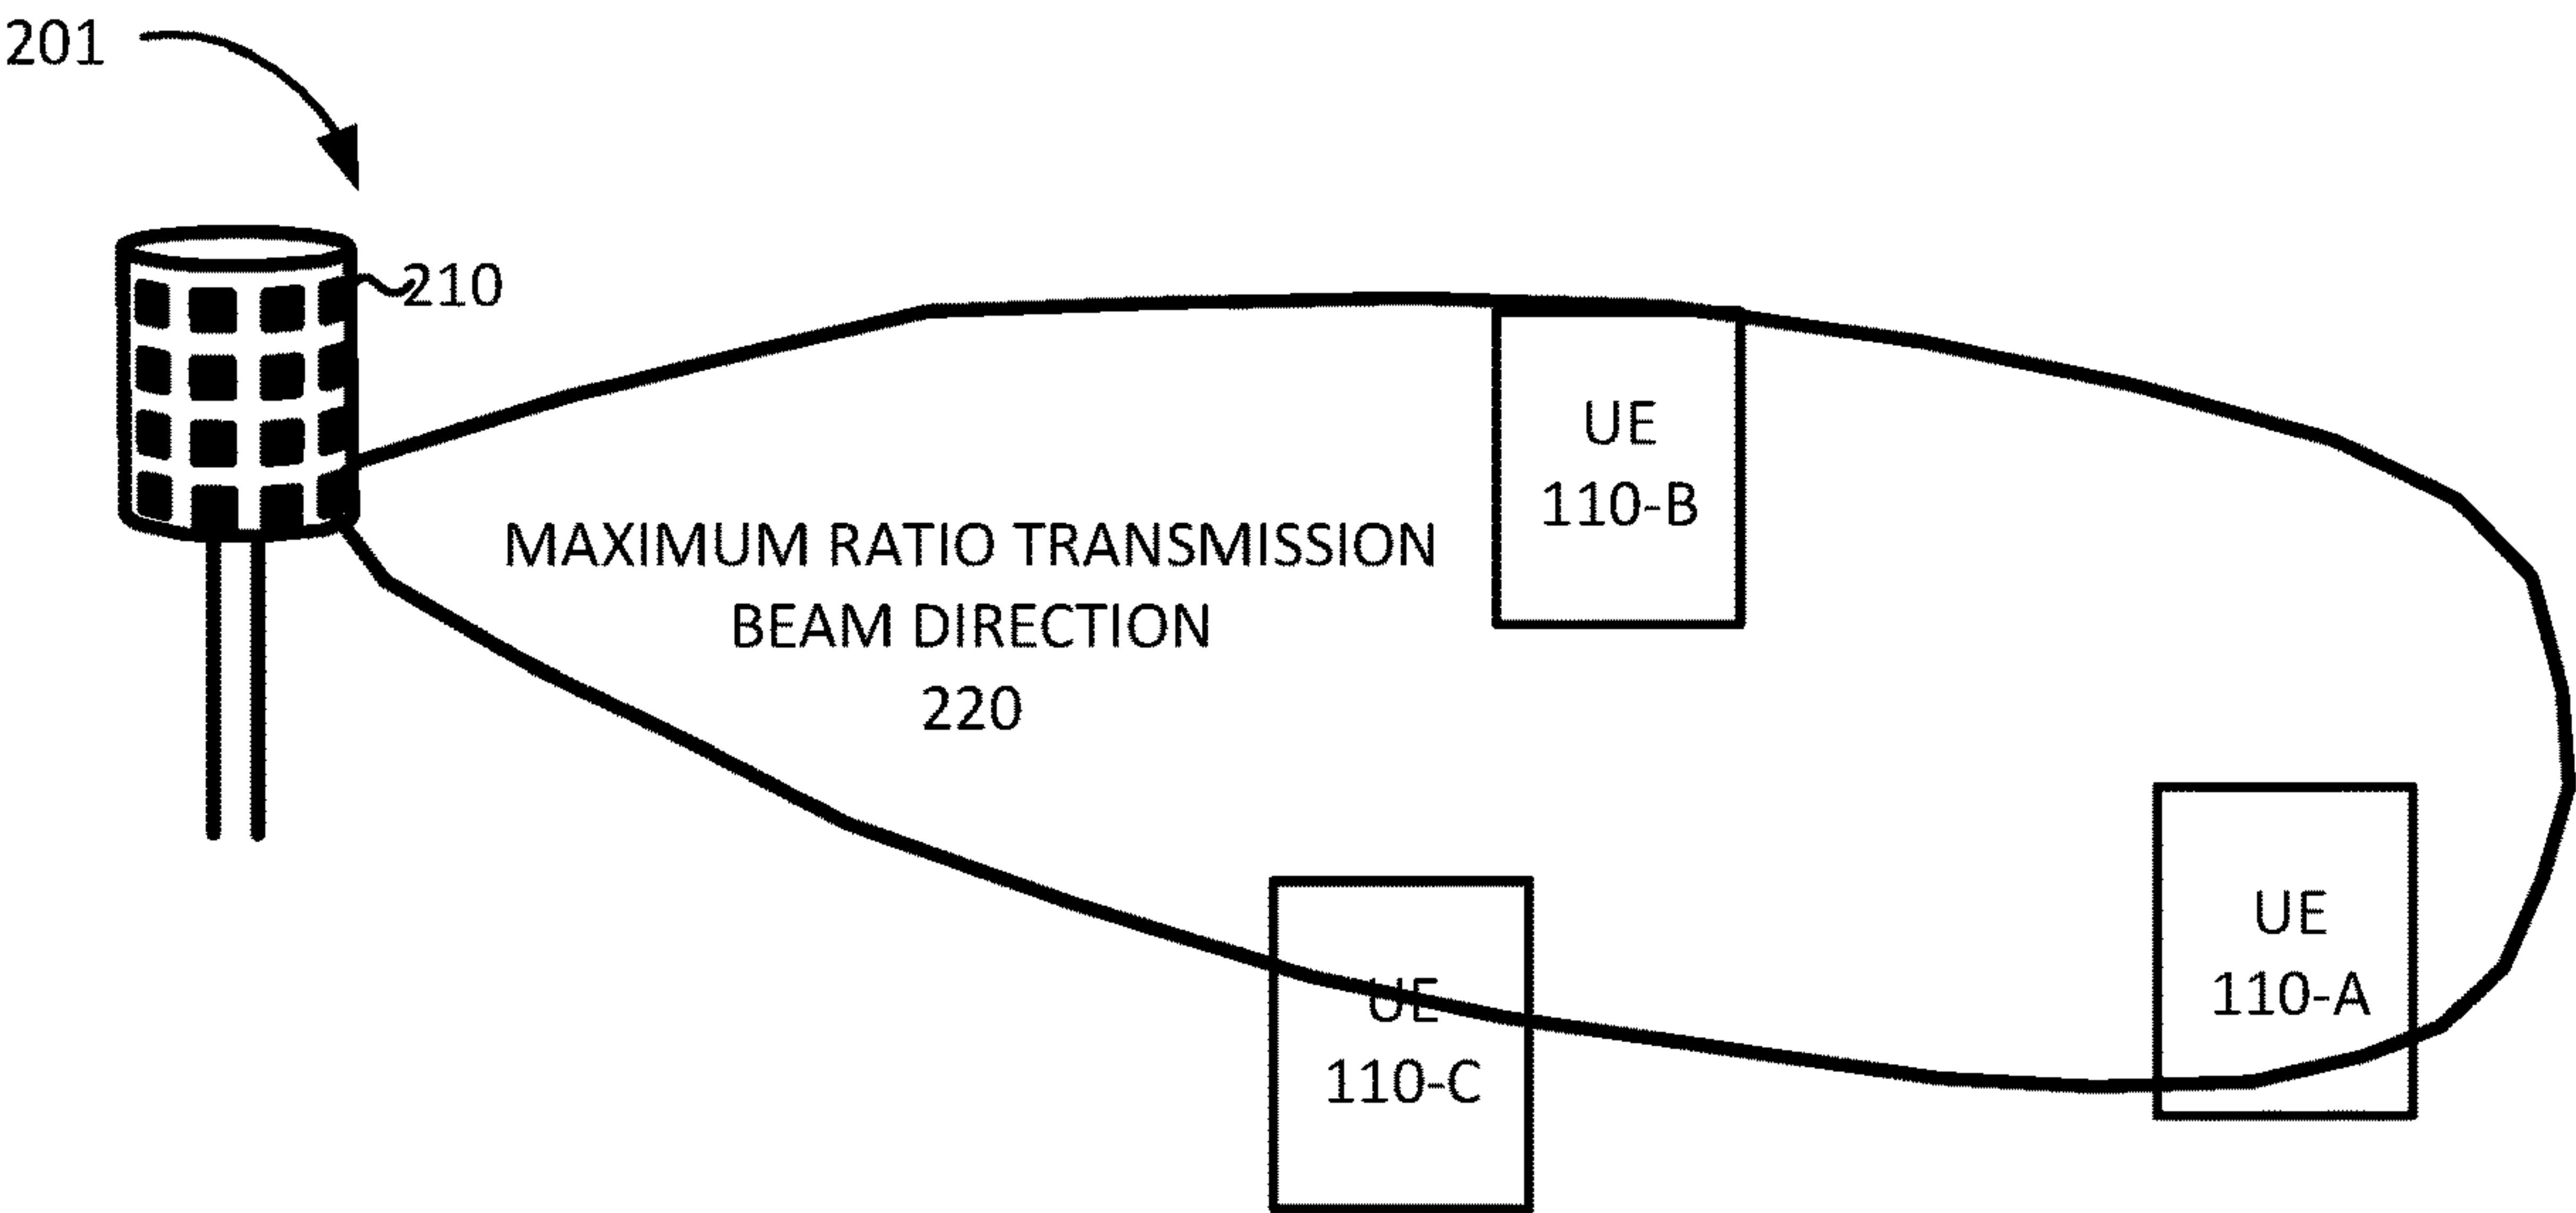 201
210
UE
110-B
MAXIMUM RATIO TRANSMISSION
BEAM DIRECTION
220
UE
110-A
UE
110-C